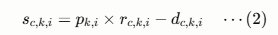 s_{c,k,i} = p_{k,i} × r_{c,k,i} − d_{c,k,i} ⋯(2)